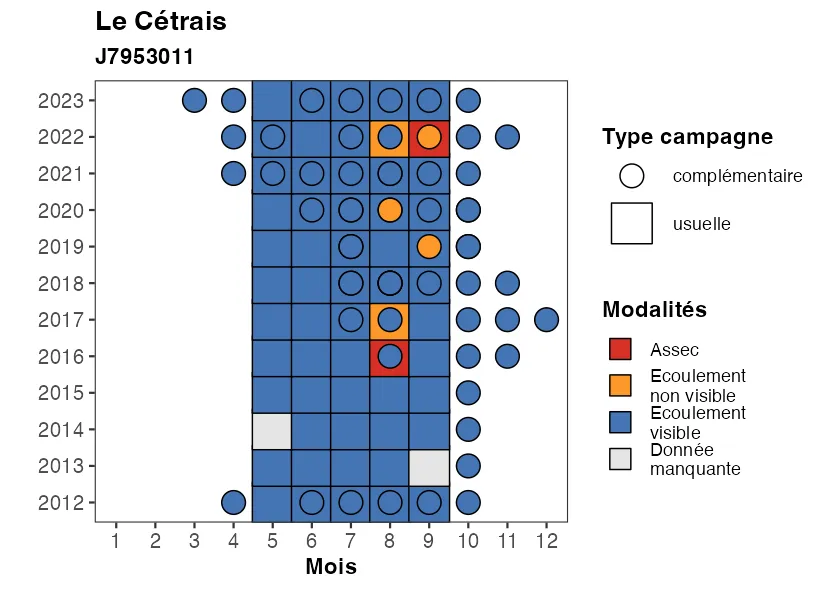 Le Cétrais
J7953011
2023
2022
2021
2020
2019
2018
2017
2016
2015
2014
2013
2012
1 2 3 4 5 6 7 8 9 10 11 12
Mois
Type campagne
complémentaire
usuelle
Modalités
Assec
Ecoulement
non visible
Ecoulement
visible
Donnée
manquante